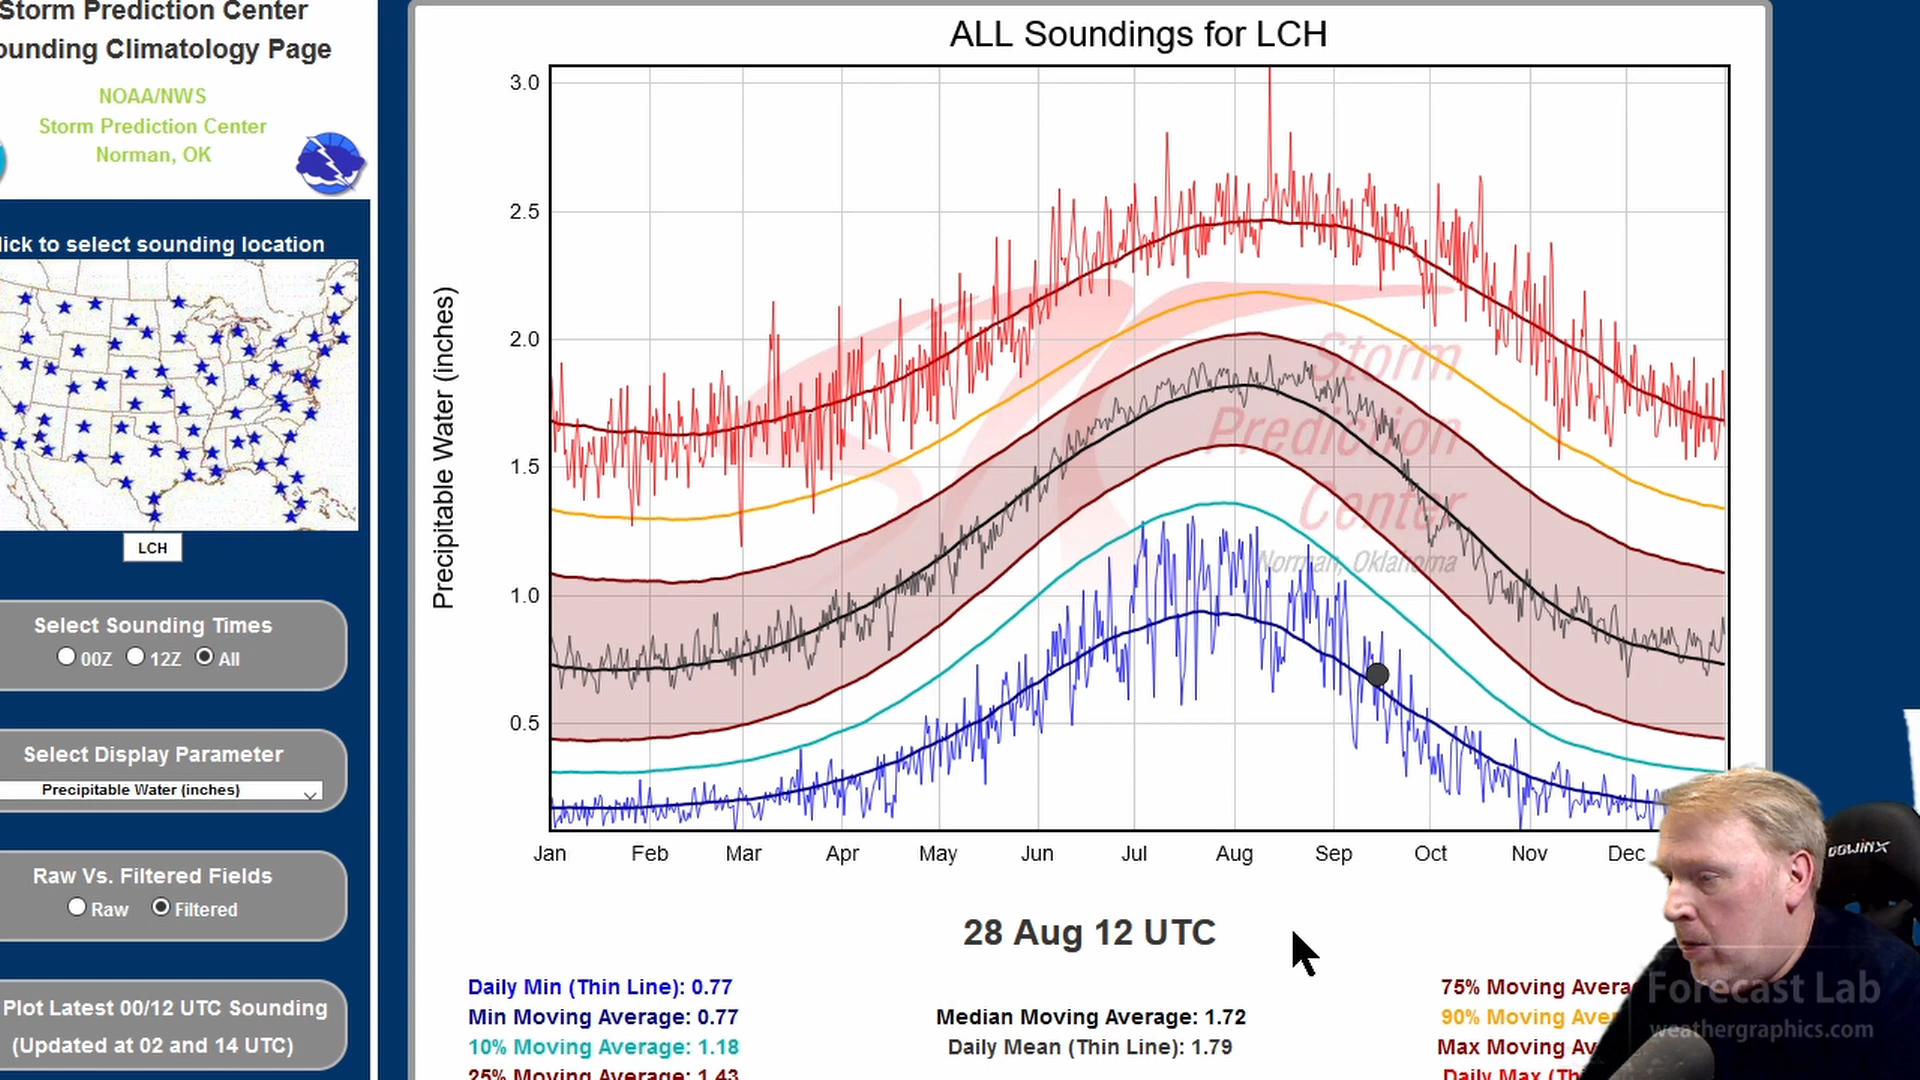 Storm Prediction Center
ounding Climatology Page
NOAA/NWS
Storm Prediction Center
Norman, OK
lick to select sounding location
LCH
Select Sounding Times
00Z 12Z All
Select Display Parameter
Precipitable Water (inches)
Raw Vs. Filtered Fields
Raw Filtered
Plot Latest 00/12 UTC Sounding
(Updated at 02 and 14 UTC)
ALL Soundings for LCH
Precipitable Water (inches)
3.0
2.5
2.0
1.5
1.0
0.5
Storm
Prediction
Center
Norman, Oklahoma
Jan Feb Mar Apr May Jun Jul Aug Sep Oct Nov Dec
28 Aug 12 UTC
Daily Min (Thin Line): 0.77
Min Moving Average: 0.77
10% Moving Average: 1.18
25% Moving Average: 1.43
Median Moving Average: 1.72
Daily Mean (Thin Line): 1.79
75% Moving Avera
90% Moving Ave
Max Moving Av
Daily Max (Th
Forecast Lab
weathergraphics.com